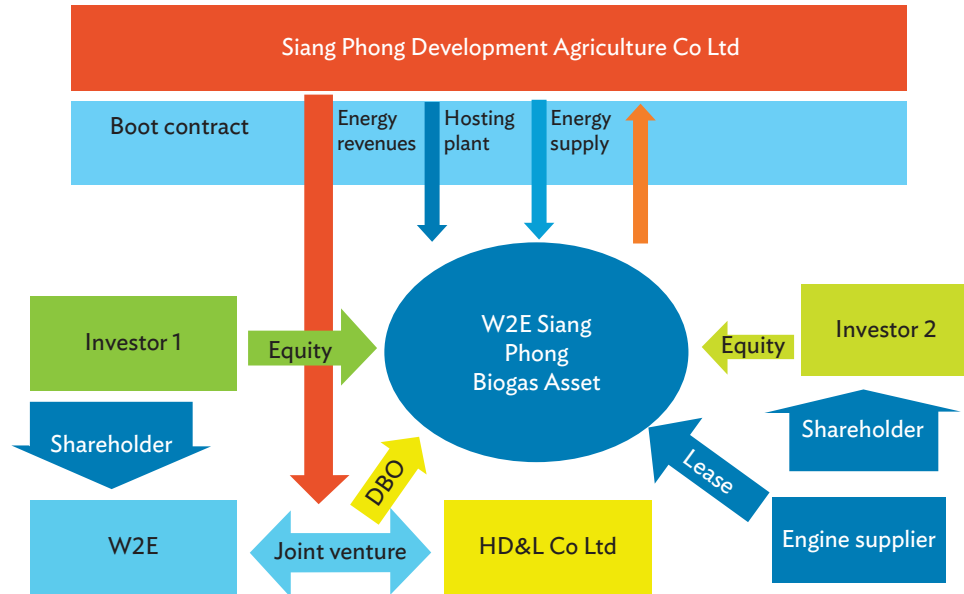 Siang Phong Development Agriculture Co Ltd
Boot contract
Energy
revenues
Hosting
plant
Energy
supply
Investor 1
Equity
W2E Siang
Phong
Biogas Asset
Equity
Investor 2
Shareholder
Shareholder
DBO
Lease
W2E
Joint venture
HD&L Co Ltd
Engine supplier